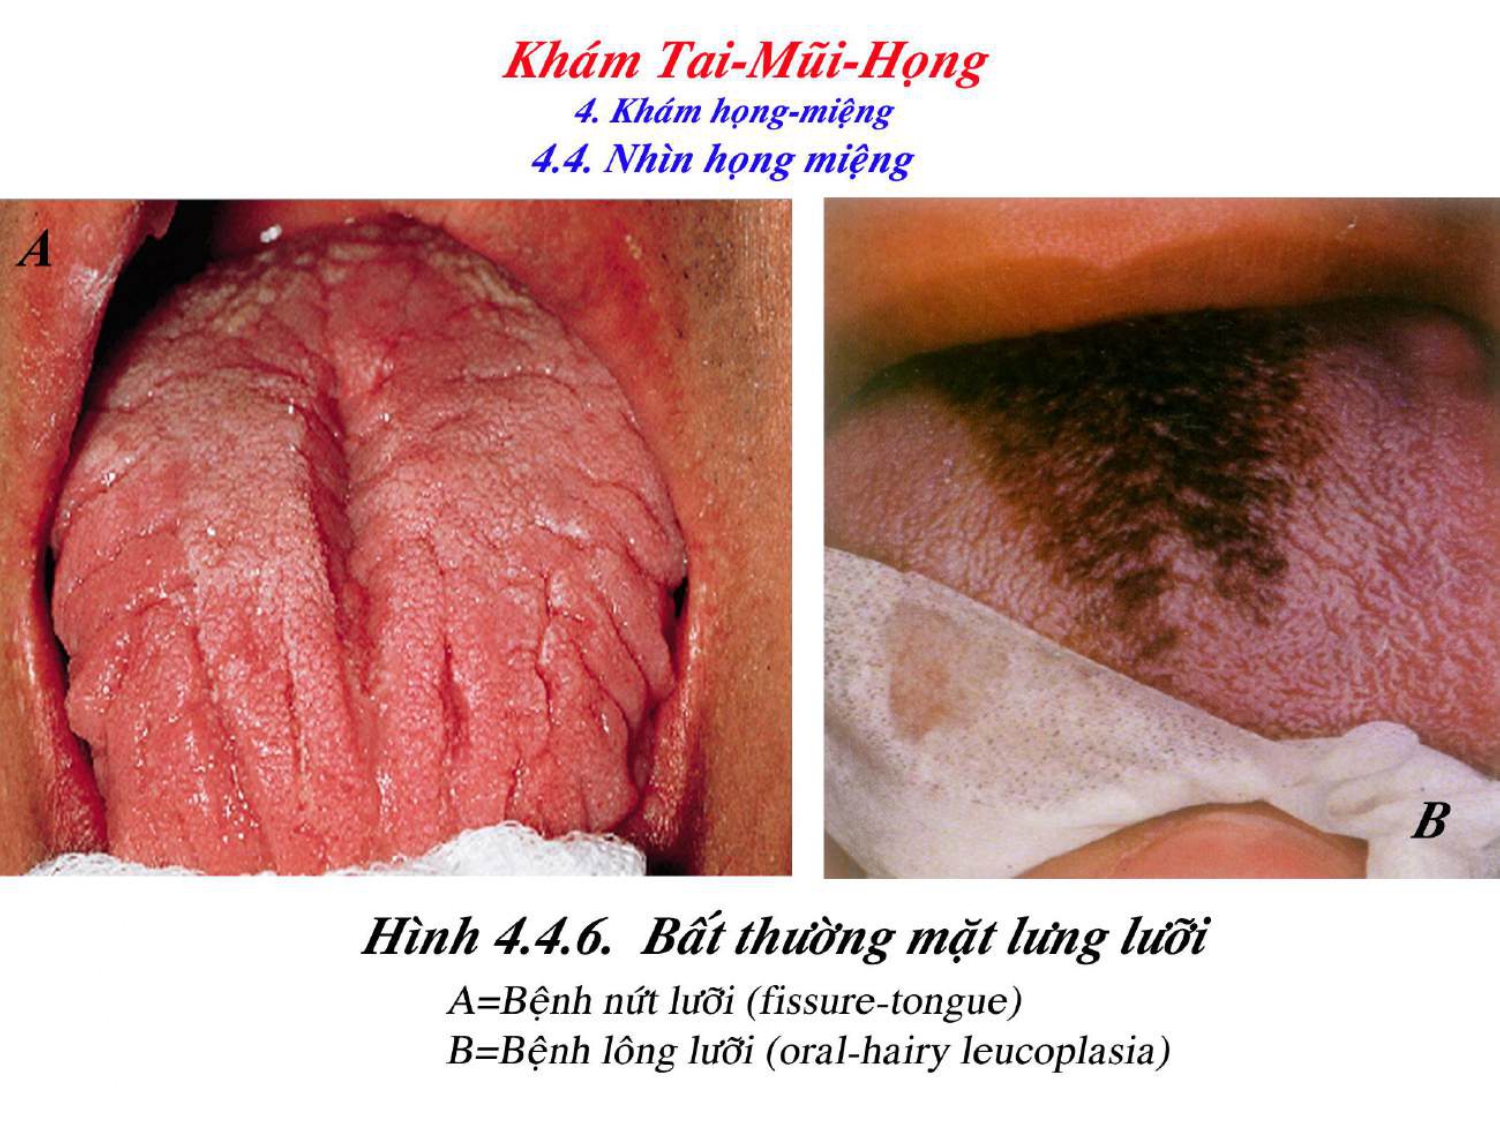 Khám Tai-Mũi-Họng
4. Khám họng-miệng
4.4. Nhìn họng miệng
A
B
Hình 4.4.6. Bất thường mặt lưng lưỡi
A=Bệnh nứt lưỡi (fissure-tongue)
B=Bệnh lông lưỡi (oral-hairy leucoplasia)